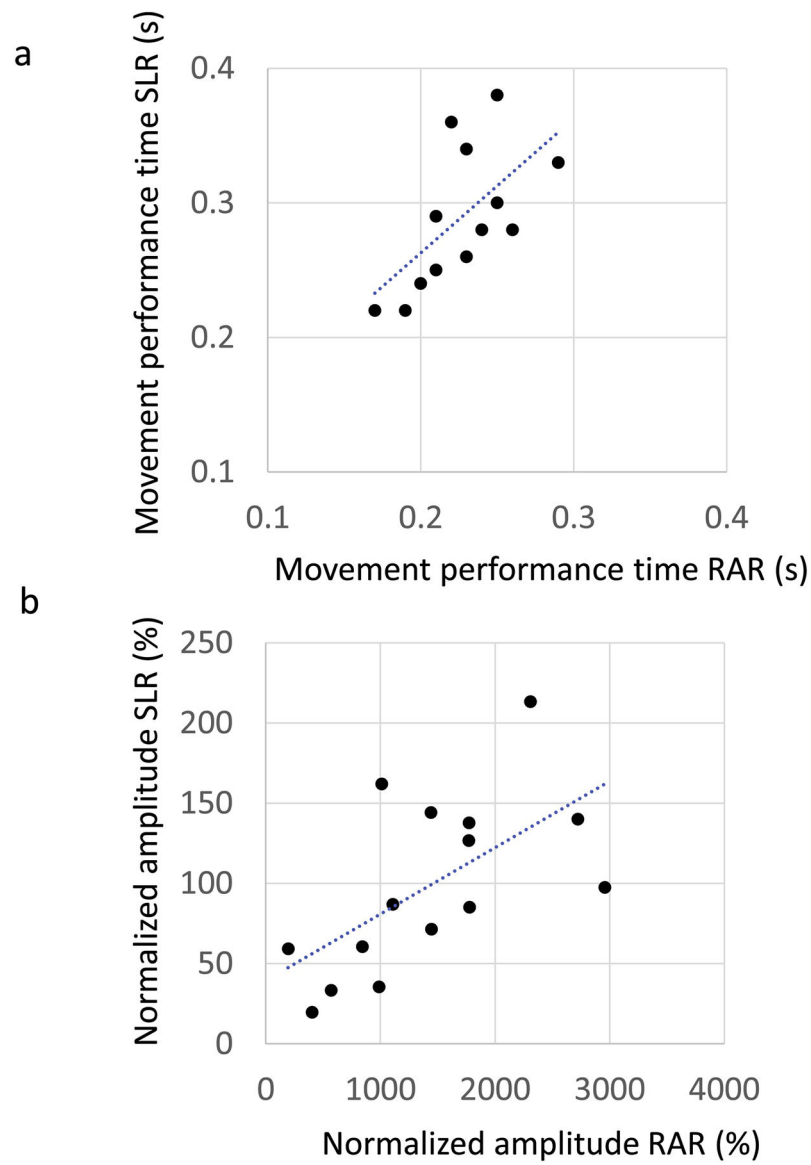 a
Movement performance time SLR (s)
0.4
0.3
0.2
0.1
0.1 0.2 0.3 0.4
Movement performance time RAR (s)
b
Normalized amplitude SLR (%)
250
200
150
100
50
0
0 1000 2000 3000 4000
Normalized amplitude RAR (%)